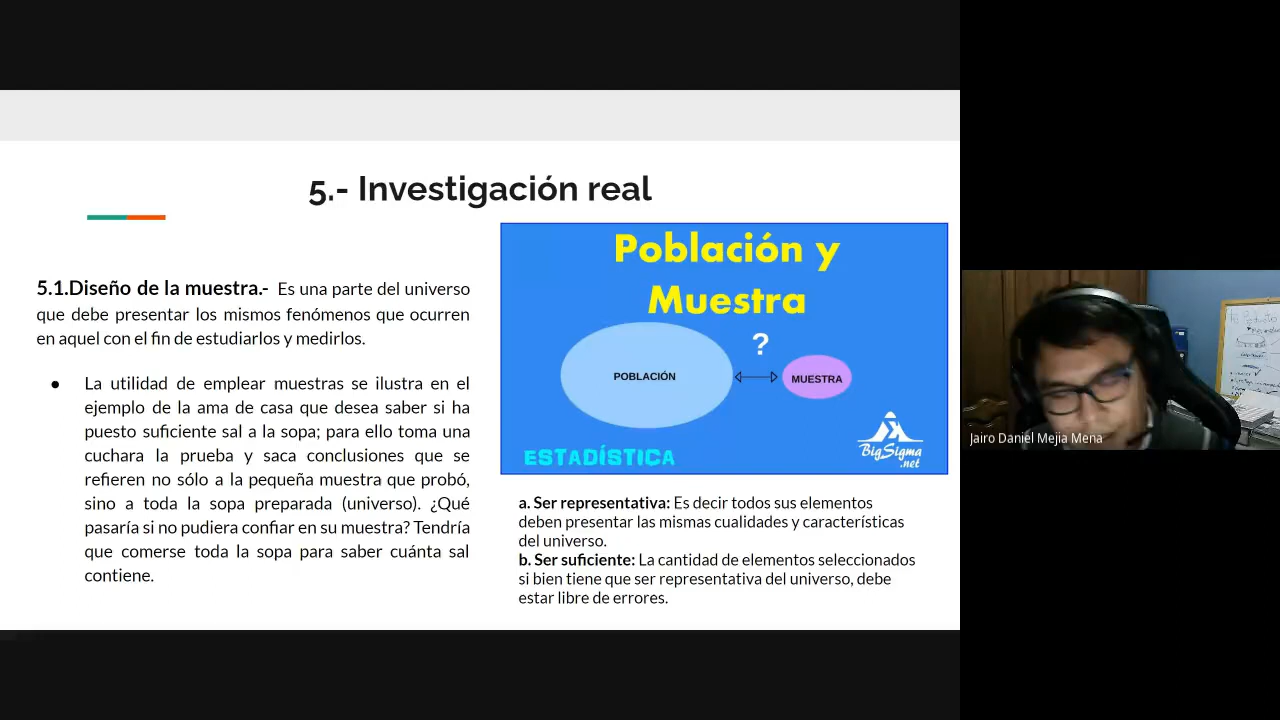 5.- Investigación real
5.1.Diseño de la muestra.- Es una parte del universo
que debe presentar los mismos fenómenos que ocurren
en aquel con el fin de estudiarlos y medirlos.
● La utilidad de emplear muestras se ilustra en el
ejemplo de la ama de casa que desea saber si ha
puesto suficiente sal a la sopa; para ello toma una
cuchara la prueba y saca conclusiones que se
refieren no sólo a la pequeña muestra que probó,
sino a toda la sopa preparada (universo). ¿Qué
pasaría si no pudiera confiar en su muestra? Tendría
que comerse toda la sopa para saber cuánta sal
contiene.
Población y
Muestra
?
POBLACIÓN
MUESTRA
ESTADÍSTICA
BigSigma
.net
a. Ser representativa: Es decir todos sus elementos
deben presentar las mismas cualidades y características
del universo.
b. Ser suficiente: La cantidad de elementos seleccionados
si bien tiene que ser representativa del universo, debe
estar libre de errores.
Jairo Daniel Mejia Mena